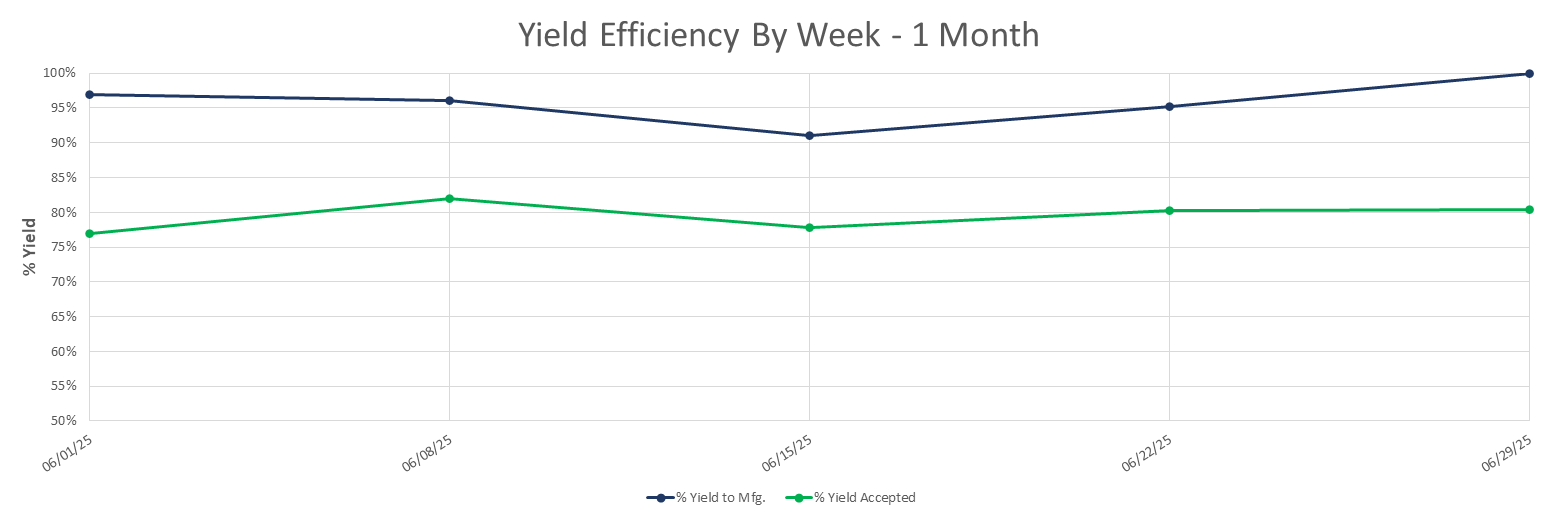 Yield Efficiency By Week - 1 Month
100%
95%
90%
85%
80%
75%
70%
65%
60%
55%
50%
% Yield
06/01/25 06/08/25 06/15/25 06/22/25 06/29/25
% Yield to Mfg. % Yield Accepted